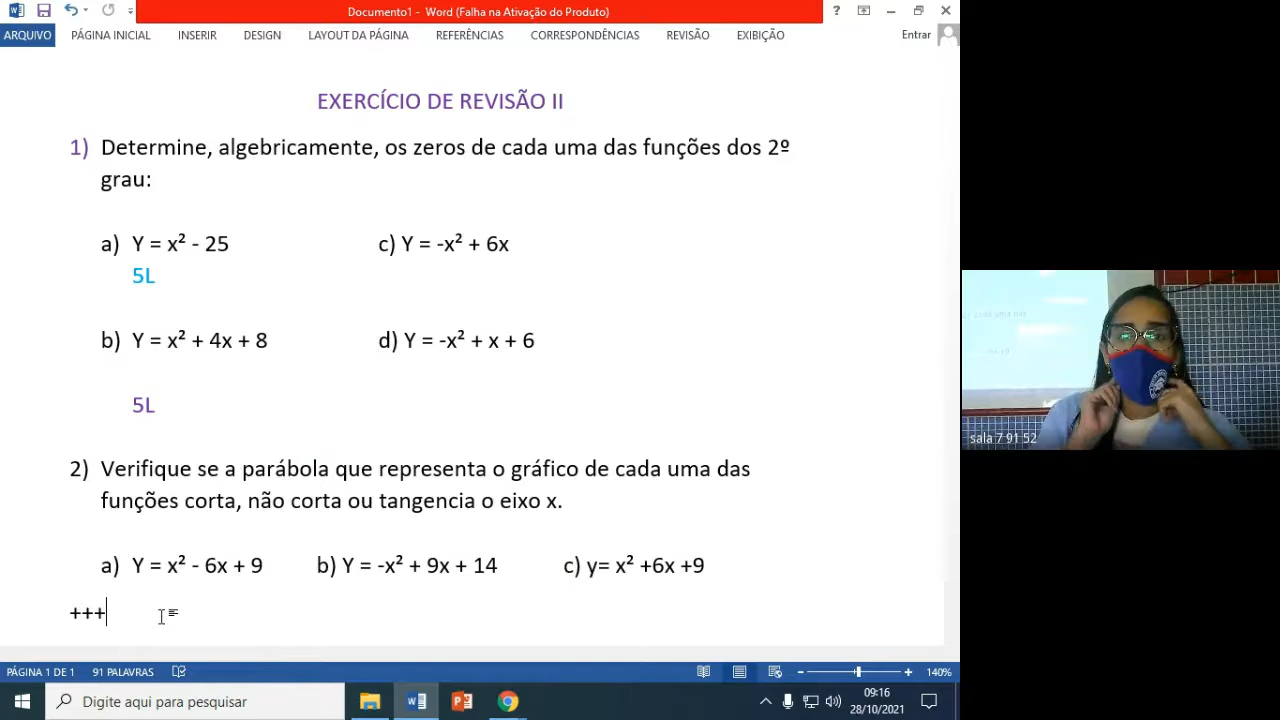 Documento1 - Word (Falha na Ativação do Produto)
ARQUIVO PÁGINA INICIAL INSERIR DESIGN LAYOUT DA PÁGINA REFERÊNCIAS CORRESPONDÊNCIAS REVISÃO EXIBIÇÃO Entrar
EXERCÍCIO DE REVISÃO II
1) Determine, algebricamente, os zeros de cada uma das funções dos 2º
grau:
a) Y = x² - 25 c) Y = -x² + 6x
5L
b) Y = x² + 4x + 8 d) Y = -x² + x + 6
5L
2) Verifique se a parábola que representa o gráfico de cada uma das
funções corta, não corta ou tangencia o eixo x.
a) Y = x² - 6x + 9 b) Y = -x² + 9x + 14 c) y= x² +6x +9
+++
sala 7 91 52
PÁGINA 1 DE 1 91 PALAVRAS 140%
Digite aqui para pesquisar
09:16
28/10/2021